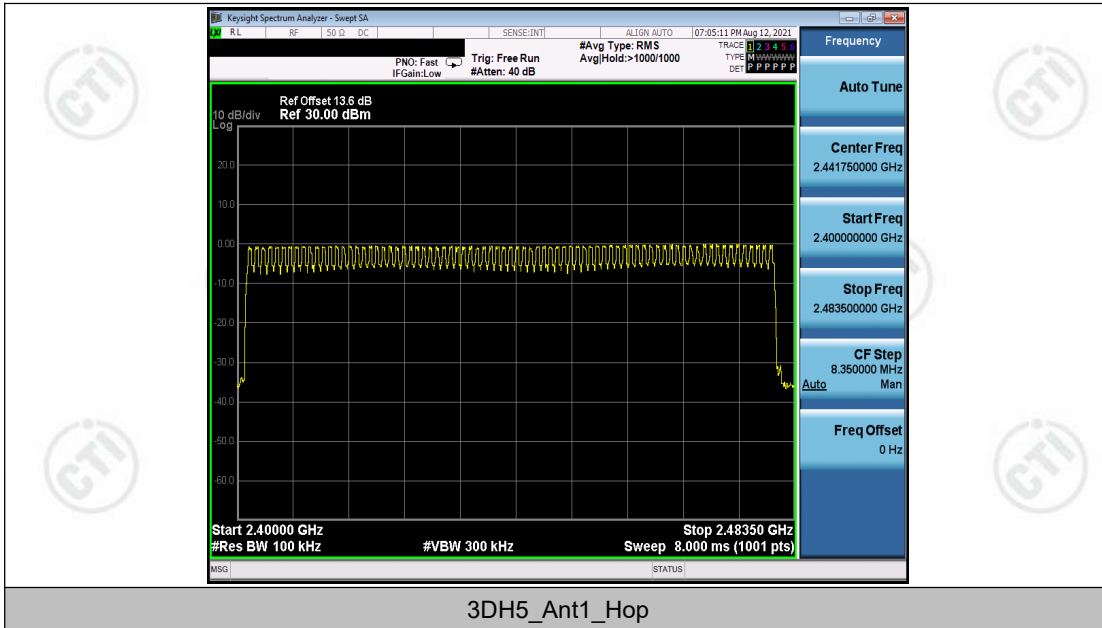 Keysight Spectrum Analyzer - Swept SA
LXI RL RF 50 Ω DC SENSE:INT ALIGN AUTO 07:05:11 PM Aug 12, 2021
PNO: Fast Trig: Free Run #Avg Type: RMS TRACE 1 2 3 4 5 6
IFGain:Low #Atten: 40 dB Avg|Hold:>1000/1000 TYPE M WWWWW
DET P P P P P P
Ref Offset 13.6 dB
10 dB/div Ref 30.00 dBm
Log
20.0
10.0
0.00
-10.0
-20.0
-30.0
-40.0
-50.0
-60.0
Start 2.40000 GHz Stop 2.48350 GHz
#Res BW 100 kHz #VBW 300 kHz Sweep 8.000 ms (1001 pts)
MSG STATUS
Frequency
Auto Tune
Center Freq
2.441750000 GHz
Start Freq
2.400000000 GHz
Stop Freq
2.483500000 GHz
CF Step
8.350000 MHz
Auto Man
Freq Offset
0 Hz
CTI
CTI
CTI
CTI
3DH5_Ant1_Hop